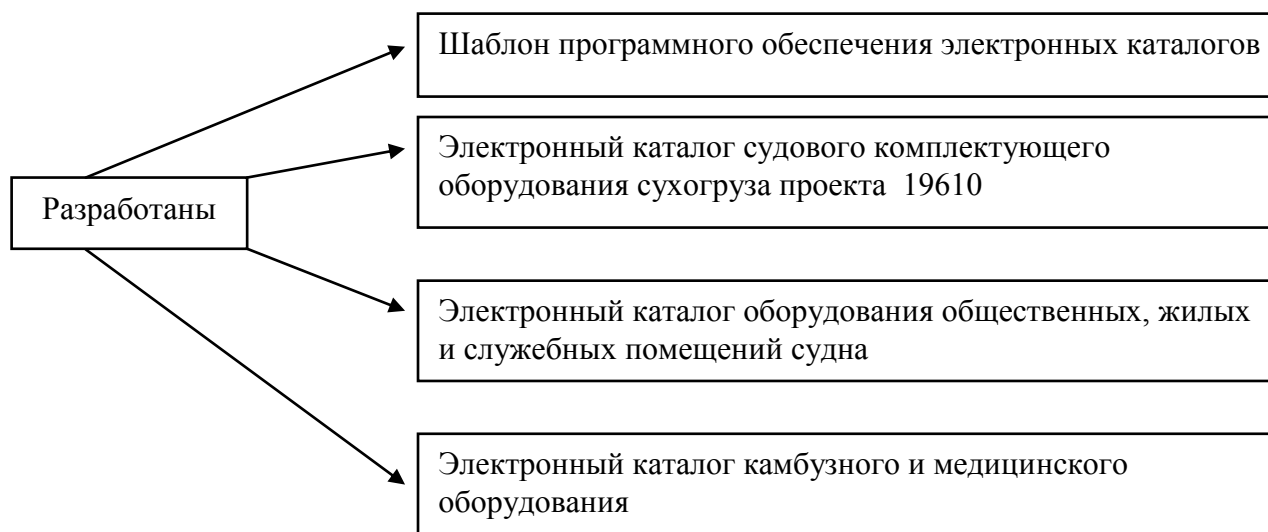 Шаблон программного обеспечения электронных каталогов
Электронный каталог судового комплектующего
оборудования сухогруза проекта 19610
Разработаны
Электронный каталог оборудования общественных, жилых
и служебных помещений судна
Электронный каталог камбузного и медицинского
оборудования